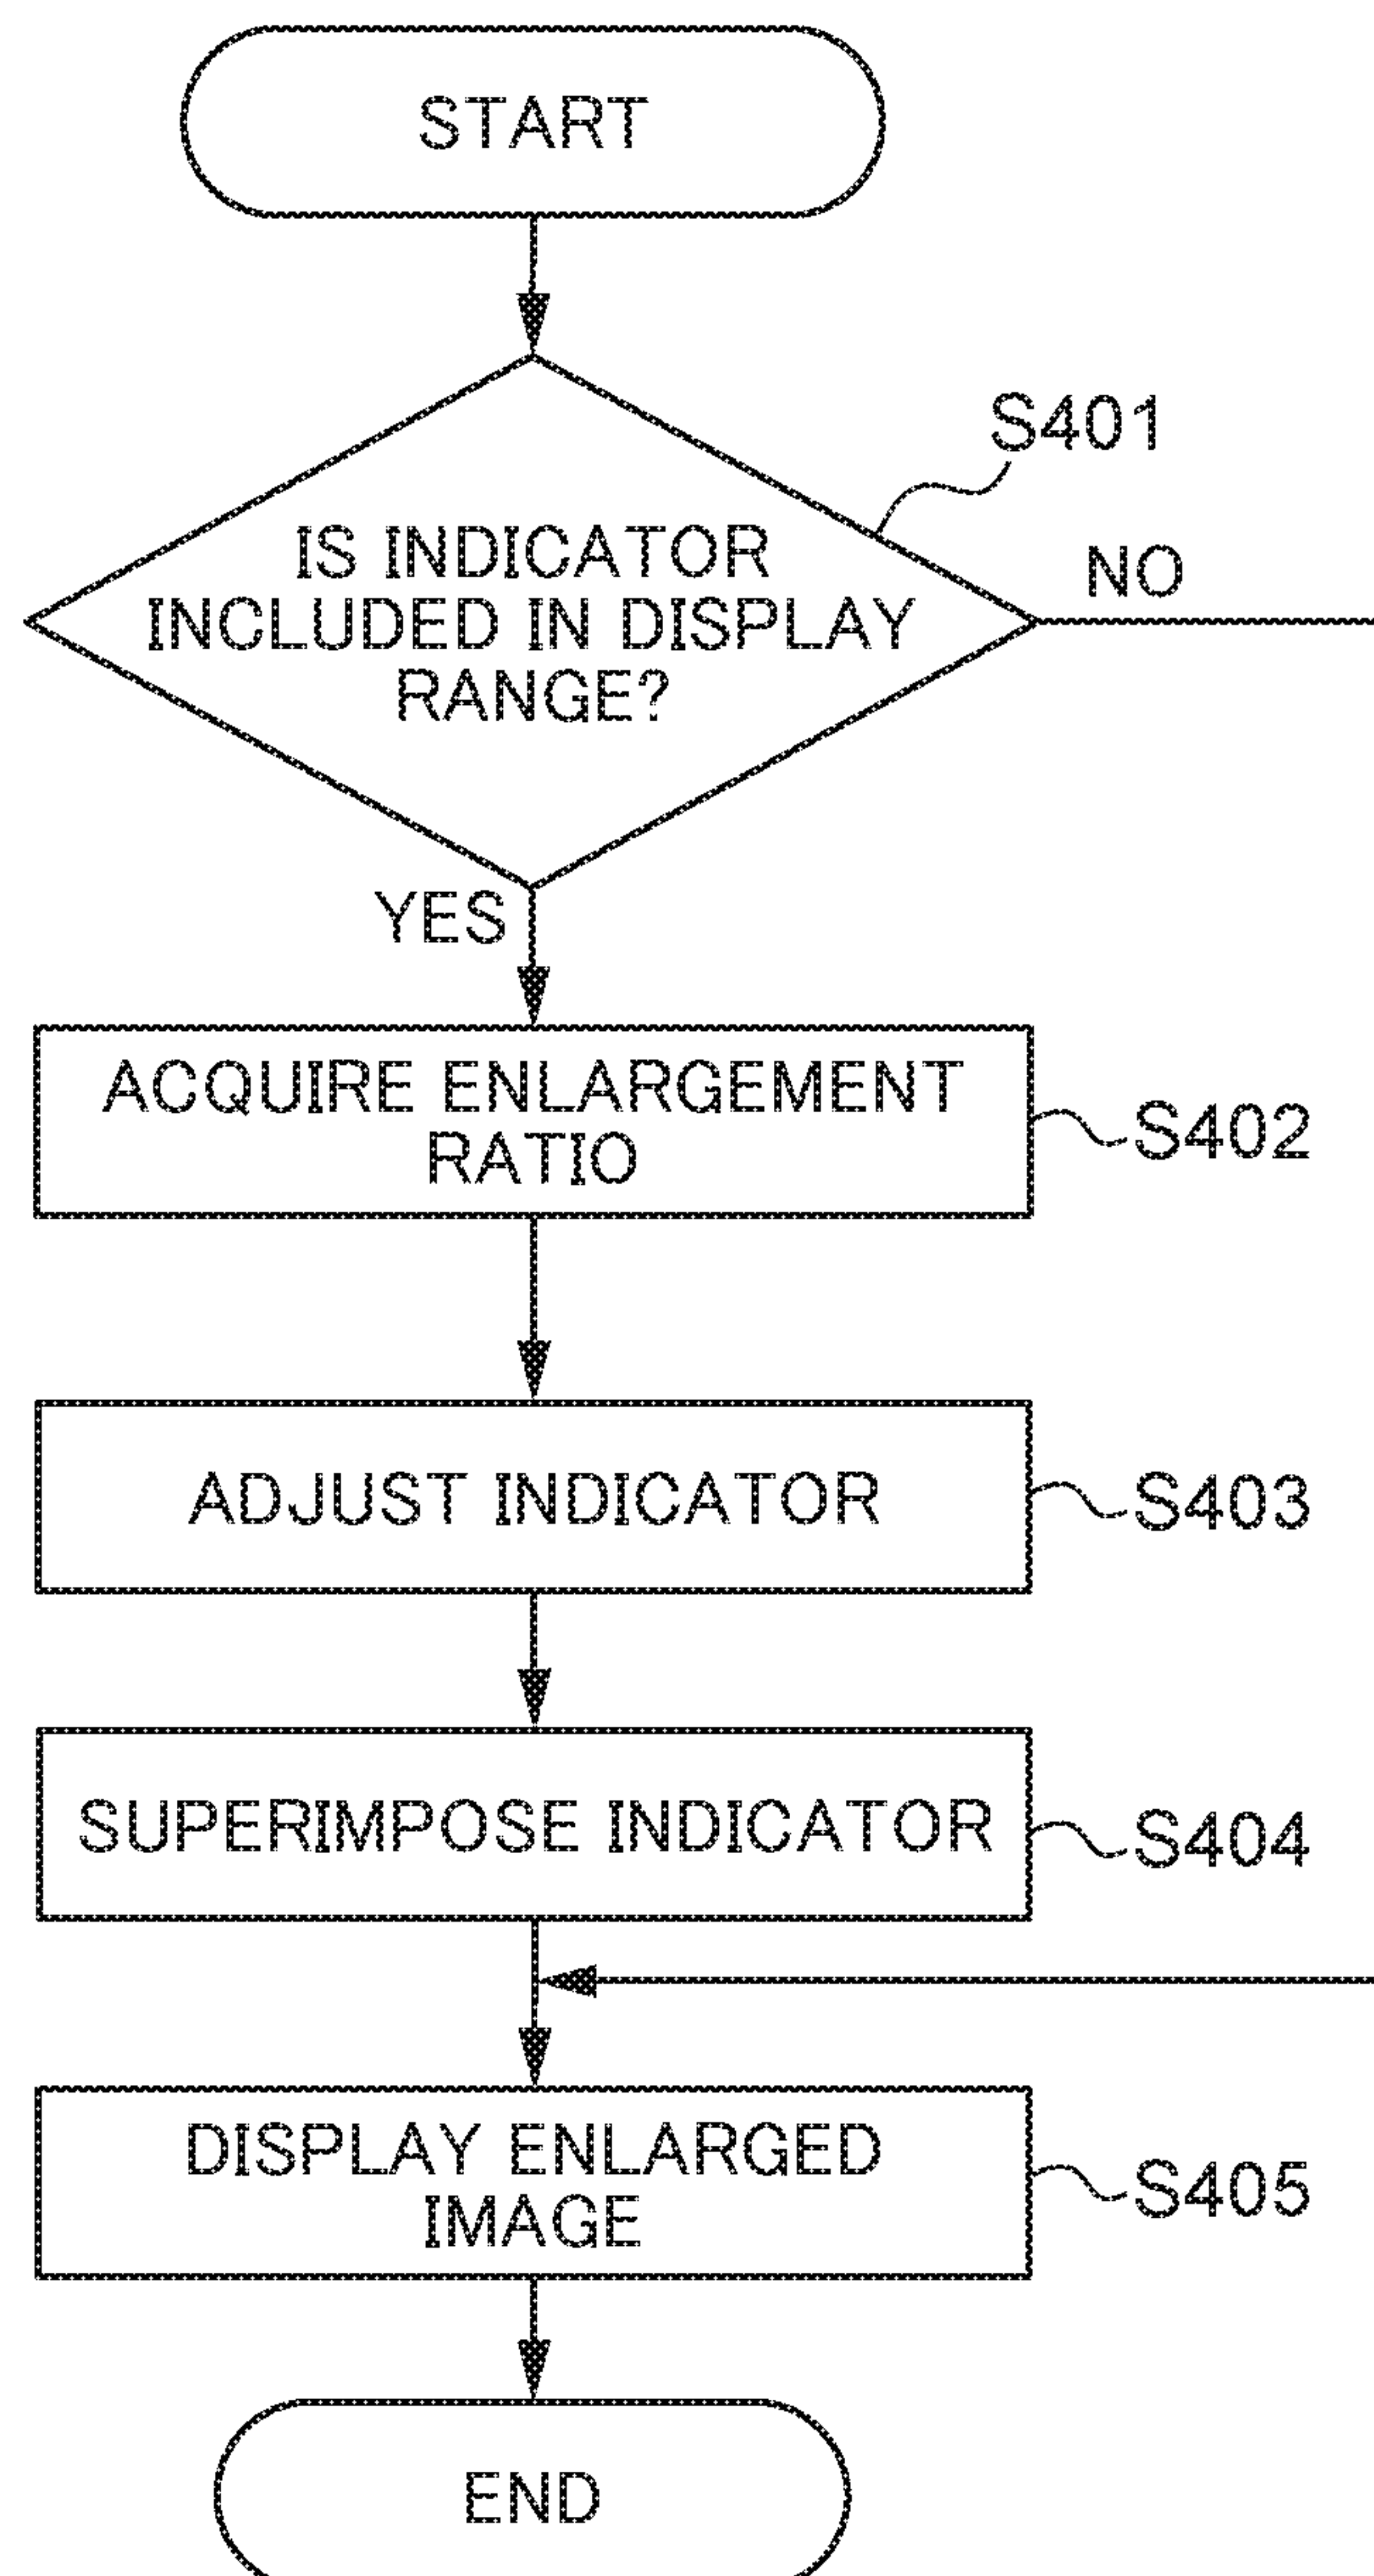 START
S401
IS INDICATOR
INCLUDED IN DISPLAY
RANGE?
NO
YES
ACQUIRE ENLARGEMENT
RATIO
S402
ADJUST INDICATOR
S403
SUPERIMPOSE INDICATOR
S404
DISPLAY ENLARGED
IMAGE
S405
END